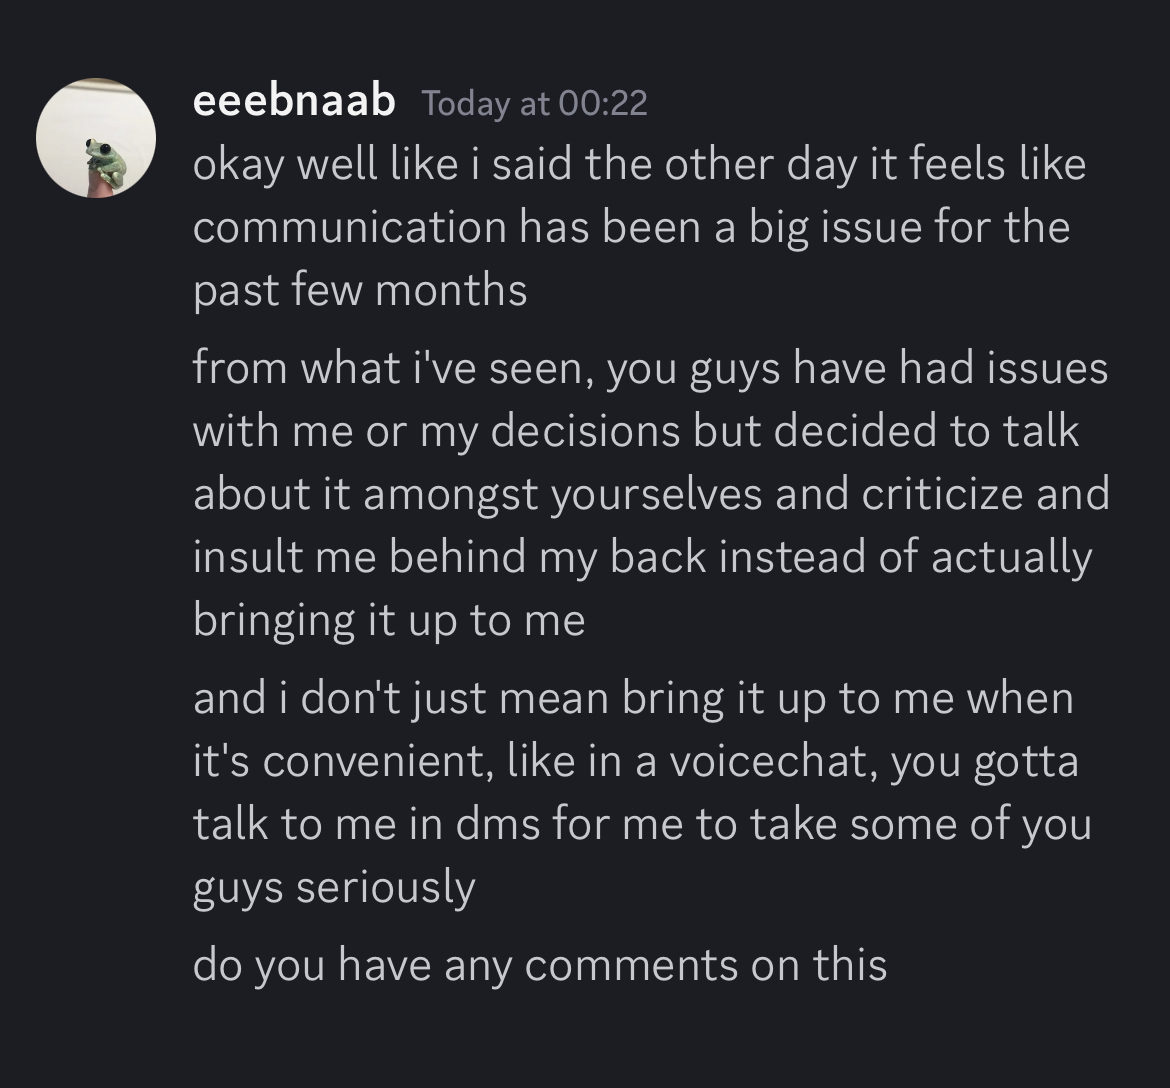 eeebnaab Today at 00:22
okay well like i said the other day it feels like
communication has been a big issue for the
past few months
from what i've seen, you guys have had issues
with me or my decisions but decided to talk
about it amongst yourselves and criticize and
insult me behind my back instead of actually
bringing it up to me
and i don't just mean bring it up to me when
it's convenient, like in a voicechat, you gotta
talk to me in dms for me to take some of you
guys seriously
do you have any comments on this